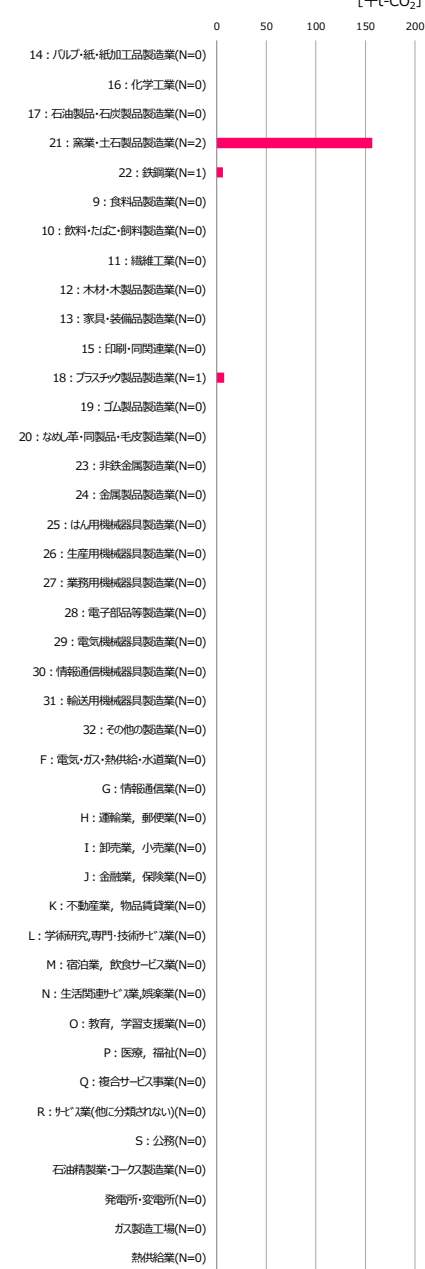 [千t-CO₂]
0 50 100 150 200
14：パルプ・紙・紙加工品製造業(N=0)
16：化学工業(N=0)
17：石油製品・石炭製品製造業(N=0)
21：窯業・土石製品製造業(N=2)
22：鉄鋼業(N=1)
9：食料品製造業(N=0)
10：飲料・たばこ・飼料製造業(N=0)
11：繊維工業(N=0)
12：木材・木製品製造業(N=0)
13：家具・装備品製造業(N=0)
15：印刷・同関連業(N=0)
18：プラスチック製品製造業(N=1)
19：ゴム製品製造業(N=0)
20：なめし革・同製品・毛皮製造業(N=0)
23：非鉄金属製造業(N=0)
24：金属製品製造業(N=0)
25：はん用機械器具製造業(N=0)
26：生産用機械器具製造業(N=0)
27：業務用機械器具製造業(N=0)
28：電子部品等製造業(N=0)
29：電気機械器具製造業(N=0)
30：情報通信機械器具製造業(N=0)
31：輸送用機械器具製造業(N=0)
32：その他の製造業(N=0)
F：電気・ガス・熱供給・水道業(N=0)
G：情報通信業(N=0)
H：運輸業，郵便業(N=0)
I：卸売業，小売業(N=0)
J：金融業，保険業(N=0)
K：不動産業，物品賃貸業(N=0)
L：学術研究,専門・技術ｻｰﾋﾞｽ業(N=0)
M：宿泊業，飲食サービス業(N=0)
N：生活関連ｻｰﾋﾞｽ業,娯楽業(N=0)
O：教育，学習支援業(N=0)
P：医療，福祉(N=0)
Q：複合サービス事業(N=0)
R：ｻｰﾋﾞｽ業(他に分類されない)(N=0)
S：公務(N=0)
石油精製業・コークス製造業(N=0)
発電所・変電所(N=0)
ガス製造工場(N=0)
熱供給業(N=0)